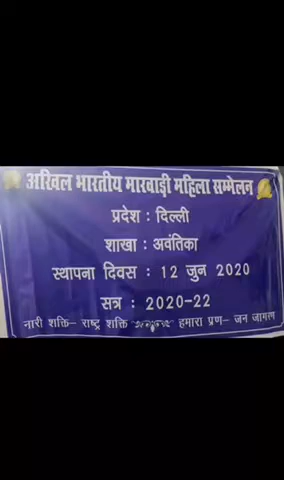 अखिल भारतीय मारवाड़ी महिला सम्मेलन
प्रदेश : दिल्ली
शाखा : अवंतिका
स्थापना दिवस : 12 जुन 2020
सत्र : 2020-22
नारी शक्ति– राष्ट्र शक्ति हमारा प्रण– जन जागरण